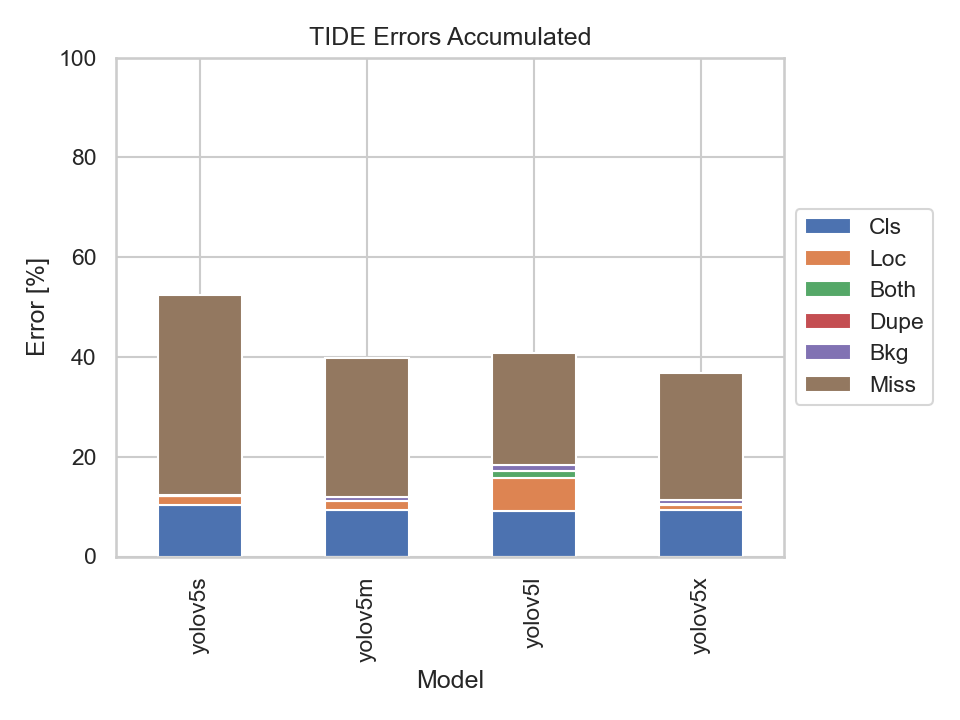 TIDE Errors Accumulated
100
80
60
40
20
0
Error [%]
yolov5s
yolov5m
yolov5l
yolov5x
Model
Cls
Loc
Both
Dupe
Bkg
Miss